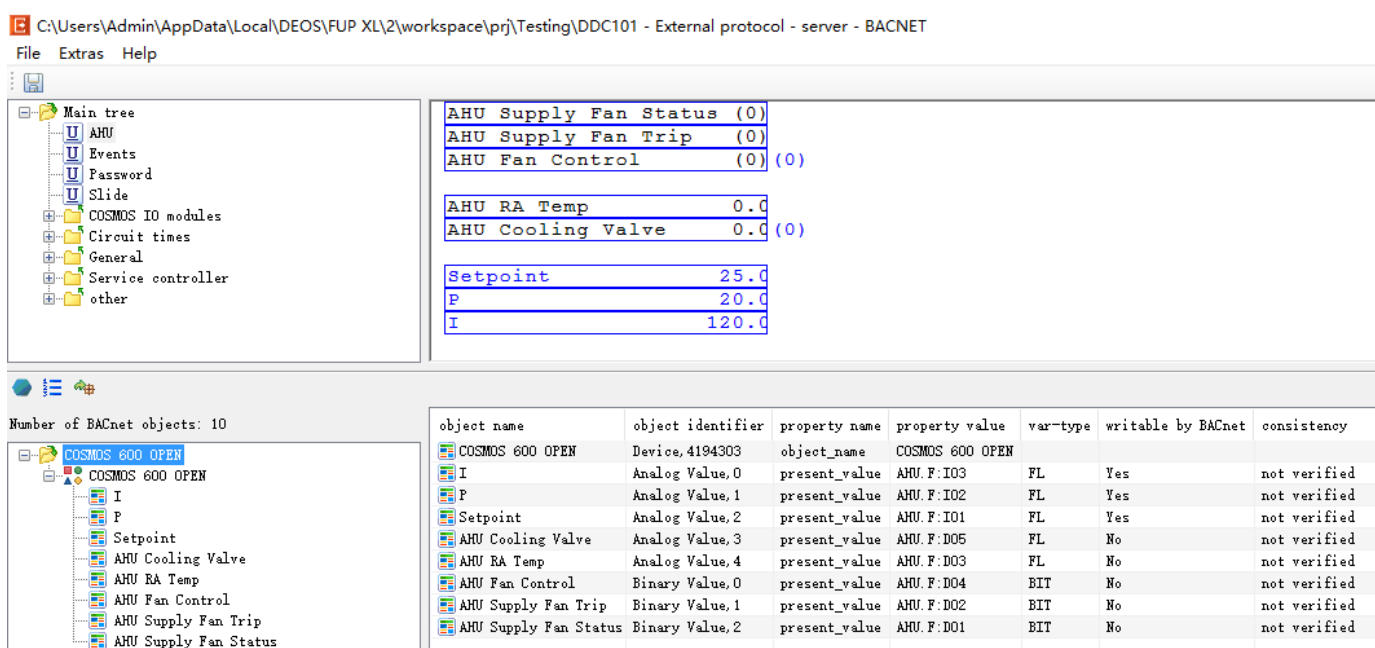 C:\Users\Admin\AppData\Local\DEOS\FUP XL\2\workspace\prj\Testing\DDC101 - External protocol - server - BACNET
File Extras Help
Main tree
AHU
Events
Password
Slide
COSMOS IO modules
Circuit times
General
Service controller
other
AHU Supply Fan Status (0)
AHU Supply Fan Trip (0)
AHU Fan Control (0) (0)
AHU RA Temp 0.0
AHU Cooling Valve 0.0 (0)
Setpoint 25.0
P 20.0
I 120.0
Number of BACnet objects: 10
COSMOS 600 OPEN
COSMOS 600 OPEN
I
P
Setpoint
AHU Cooling Valve
AHU RA Temp
AHU Fan Control
AHU Supply Fan Trip
AHU Supply Fan Status
object name object identifier property name property value var-type writable by BACnet consistency
COSMOS 600 OPEN Device, 4194303 object_name COSMOS 600 OPEN
I Analog Value, 0 present_value AHU.F:I03 FL Yes not verified
P Analog Value, 1 present_value AHU.F:I02 FL Yes not verified
Setpoint Analog Value, 2 present_value AHU.F:I01 FL Yes not verified
AHU Cooling Valve Analog Value, 3 present_value AHU.F:D05 FL No not verified
AHU RA Temp Analog Value, 4 present_value AHU.F:D03 FL No not verified
AHU Fan Control Binary Value, 0 present_value AHU.F:D04 BIT No not verified
AHU Supply Fan Trip Binary Value, 1 present_value AHU.F:D02 BIT No not verified
AHU Supply Fan Status Binary Value, 2 present_value AHU.F:D01 BIT No not verified